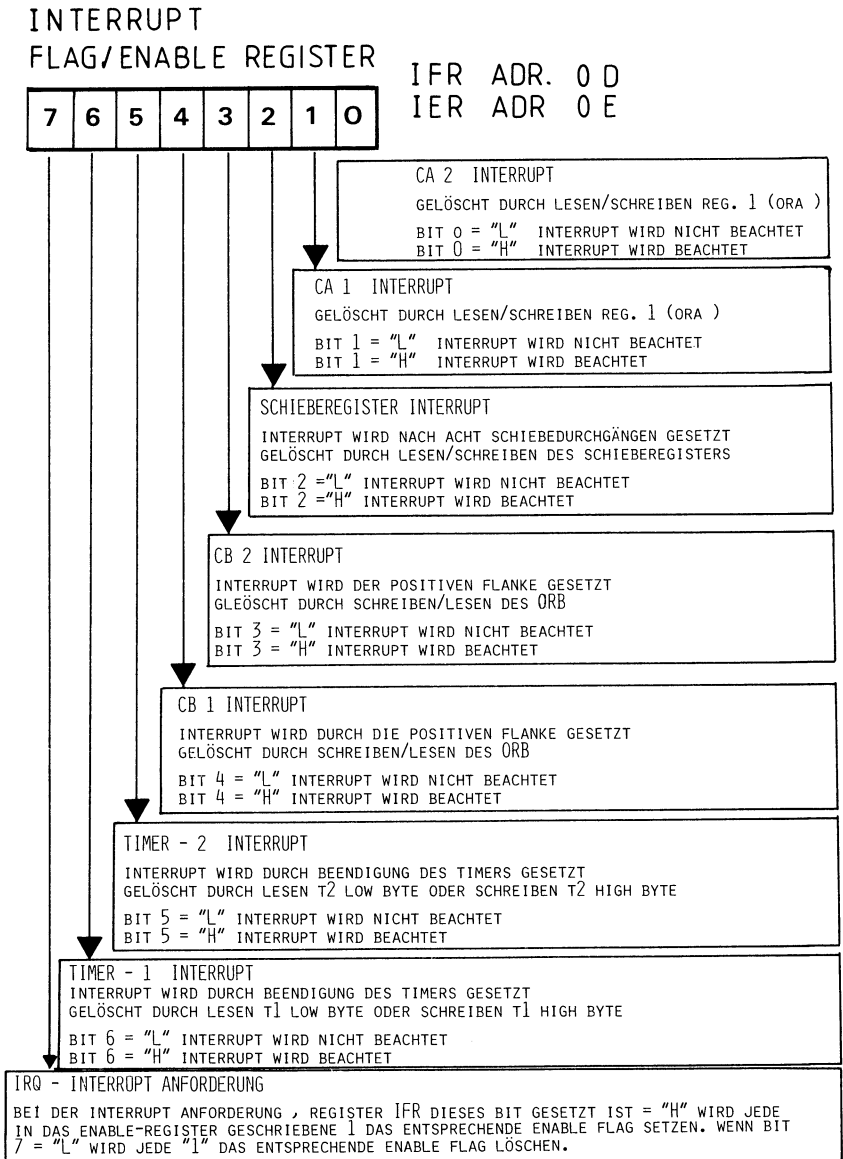 INTERRUPT
FLAG/ENABLE REGISTER
IFR ADR. 0D
IER ADR 0E
7 6 5 4 3 2 1 0
CA 2 INTERRUPT
GELÖSCHT DURCH LESEN/SCHREIBEN REG. 1 (ORA )
BIT 0 = "L" INTERRUPT WIRD NICHT BEACHTET
BIT 0 = "H" INTERRUPT WIRD BEACHTET
CA 1 INTERRUPT
GELÖSCHT DURCH LESEN/SCHREIBEN REG. 1 (ORA )
BIT 1 = "L" INTERRUPT WIRD NICHT BEACHTET
BIT 1 = "H" INTERRUPT WIRD BEACHTET
SCHIEBEREGISTER INTERRUPT
INTERRUPT WIRD NACH ACHT SCHIEBEDURCHGÄNGEN GESETZT
GELÖSCHT DURCH LESEN/SCHREIBEN DES SCHIEBEREGISTERS
BIT 2 ="L" INTERRUPT WIRD NICHT BEACHTET
BIT 2 ="H" INTERRUPT WIRD BEACHTET
CB 2 INTERRUPT
INTERRUPT WIRD DER POSITIVEN FLANKE GESETZT
GLEÖSCHT DURCH SCHREIBEN/LESEN DES ORB
BIT 3 = "L" INTERRUPT WIRD NICHT BEACHTET
BIT 3 = "H" INTERRUPT WIRD BEACHTET
CB 1 INTERRUPT
INTERRUPT WIRD DURCH DIE POSITIVEN FLANKE GESETZT
GELÖSCHT DURCH SCHREIBEN/LESEN DES ORB
BIT 4 = "L" INTERRUPT WIRD NICHT BEACHTET
BIT 4 = "H" INTERRUPT WIRD BEACHTET
TIMER - 2 INTERRUPT
INTERRUPT WIRD DURCH BEENDIGUNG DES TIMERS GESETZT
GELÖSCHT DURCH LESEN T2 LOW BYTE ODER SCHREIBEN T2 HIGH BYTE
BIT 5 = "L" INTERRUPT WIRD NICHT BEACHTET
BIT 5 = "H" INTERRUPT WIRD BEACHTET
TIMER - 1 INTERRUPT
INTERRUPT WIRD DURCH BEENDIGUNG DES TIMERS GESETZT
GELÖSCHT DURCH LESEN T1 LOW BYTE ODER SCHREIBEN T1 HIGH BYTE
BIT 6 = "L" INTERRUPT WIRD NICHT BEACHTET
BIT 6 = "H" INTERRUPT WIRD BEACHTET
IRQ - INTERRUPT ANFORDERUNG
BEI DER INTERRUPT ANFORDERUNG , REGISTER IFR DIESES BIT GESETZT IST = "H" WIRD JEDE
IN DAS ENABLE-REGISTER GESCHRIEBENE 1 DAS ENTSPRECHENDE ENABLE FLAG SETZEN. WENN BIT
7 = "L" WIRD JEDE "1" DAS ENTSPRECHENDE ENABLE FLAG LÖSCHEN.